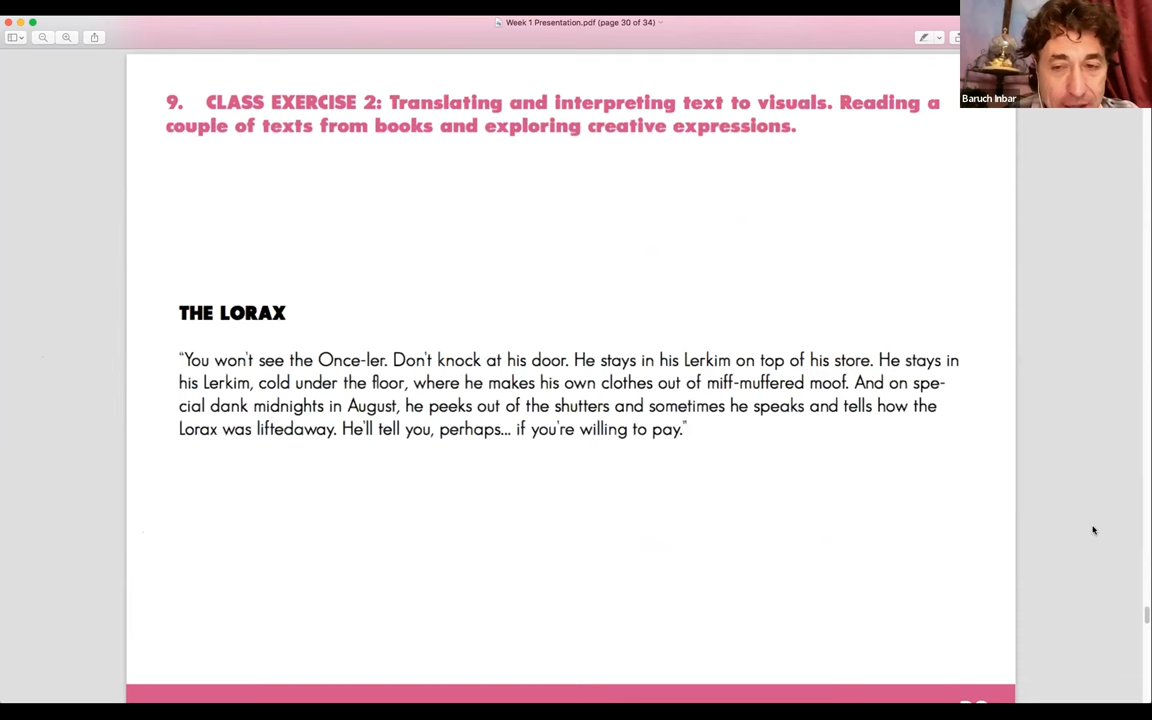 Week 1 Presentation.pdf (page 30 of 34)
Baruch Inbar
9. CLASS EXERCISE 2: Translating and interpreting text to visuals. Reading a
couple of texts from books and exploring creative expressions.
THE LORAX
“You won't see the Once-ler. Don't knock at his door. He stays in his Lerkim on top of his store. He stays in
his Lerkim, cold under the floor, where he makes his own clothes out of miff-muffered moof. And on spe-
cial dank midnights in August, he peeks out of the shutters and sometimes he speaks and tells how the
Lorax was liftedaway. He'll tell you, perhaps... if you're willing to pay.”